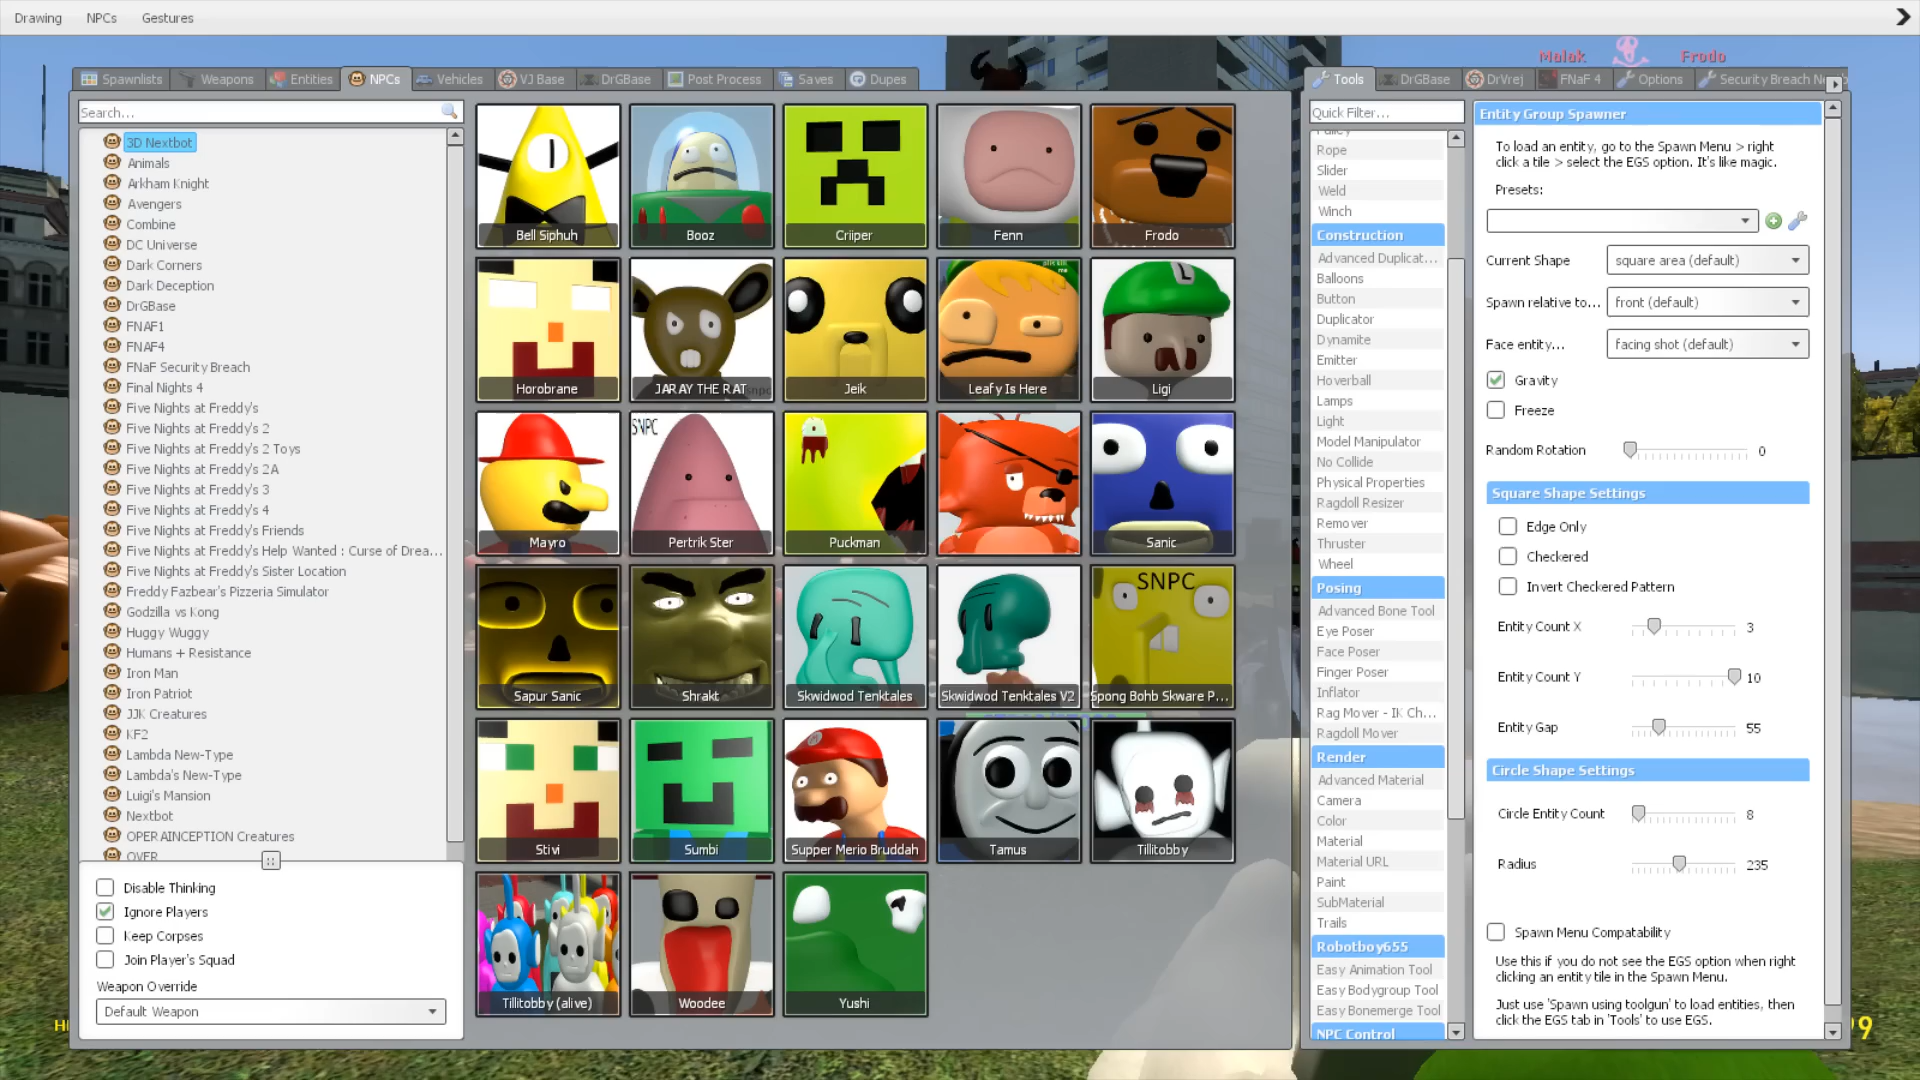 Drawing NPCs Gestures
Malak Frodo
Spawnlists Weapons Entities NPCs Vehicles VJ Base DrGBase Post Process Saves Dupes
Search...
3D Nextbot
Animals
Arkham Knight
Avengers
Combine
DC Universe
Dark Corners
Dark Deception
DrGBase
FNAF1
FNAF4
FNaF Security Breach
Final Nights 4
Five Nights at Freddy's
Five Nights at Freddy's 2
Five Nights at Freddy's 2 Toys
Five Nights at Freddy's 2A
Five Nights at Freddy's 3
Five Nights at Freddy's 4
Five Nights at Freddy's Friends
Five Nights at Freddy's Help Wanted : Curse of Drea...
Five Nights at Freddy's Sister Location
Freddy Fazbear's Pizzeria Simulator
Godzilla vs Kong
Huggy Wuggy
Humans + Resistance
Iron Man
Iron Patriot
JJK Creatures
KF2
Lambda New-Type
Lambda's New-Type
Luigi's Mansion
Nextbot
OPER AINCEPTION Creatures
OVER
Disable Thinking
Ignore Players
Keep Corpses
Join Player's Squad
Weapon Override
Default Weapon
Bell Siphuh
Booz
Criiper
Fenn
Frodo
Horobrane
JARAY THE RAT
Jeik
Leafy Is Here
Ligi
L
SNPC
Mayro
Pertrik Ster
Puckman
Sanic
SNPC
Sapur Sanic
Shrakt
Skwidwod Tenktales
Skwidwod Tenktales V2
Spong Bohb Skware P...
Stivi
Sumbi
Supper Merio Bruddah
Tamus
Tillitobby
Tillitobby (alive)
Woodee
Yushi
Tools DrGBase DrVrej FNaF 4 Options Security Breach
Quick Filter...
Pulley
Rope
Slider
Weld
Winch
Construction
Advanced Duplicat...
Balloons
Button
Duplicator
Dynamite
Emitter
Hoverball
Lamps
Light
Model Manipulator
No Collide
Physical Properties
Ragdoll Resizer
Remover
Thruster
Wheel
Posing
Advanced Bone Tool
Eye Poser
Face Poser
Finger Poser
Inflator
Rag Mover - IK Ch...
Ragdoll Mover
Render
Advanced Material
Camera
Color
Material
Material URL
Paint
SubMaterial
Trails
Robotboy655
Easy Animation Tool
Easy Bodygroup Tool
Easy Bonemerge Tool
NPC Control
Entity Group Spawner
To load an entity, go to the Spawn Menu > right
click a tile > select the EGS option. It's like magic.
Presets:
Current Shape square area (default)
Spawn relative to... front (default)
Face entity... facing shot (default)
Gravity
Freeze
Random Rotation 0
Square Shape Settings
Edge Only
Checkered
Invert Checkered Pattern
Entity Count X 3
Entity Count Y 10
Entity Gap 55
Circle Shape Settings
Circle Entity Count 8
Radius 235
Spawn Menu Compatability
Use this if you do not see the EGS option when right
clicking an entity tile in the Spawn Menu.
Just use 'Spawn using toolgun' to load entities, then
click the EGS tab in 'Tools' to use EGS.